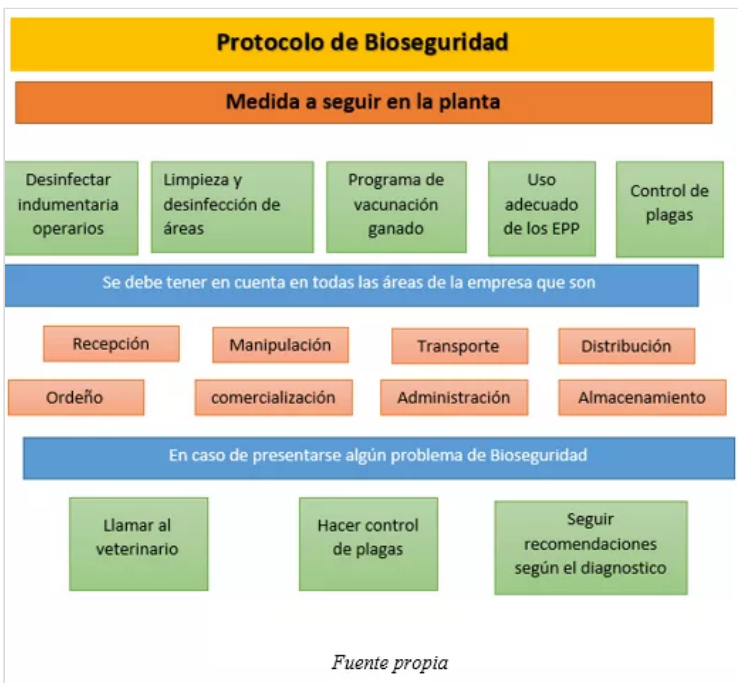 Protocolo de Bioseguridad
Medida a seguir en la planta
Desinfectar
indumentaria
operarios
Limpieza y
desinfección de
áreas
Programa de
vacunación
ganado
Uso
adecuado
de los EPP
Control de
plagas
Se debe tener en cuenta en todas las áreas de la empresa que son
Recepción
Manipulación
Transporte
Distribución
Ordeño
comercialización
Administración
Almacenamiento
En caso de presentarse algún problema de Bioseguridad
Llamar al
veterinario
Hacer control
de plagas
Seguir
recomendaciones
según el diagnostico
Fuente propia